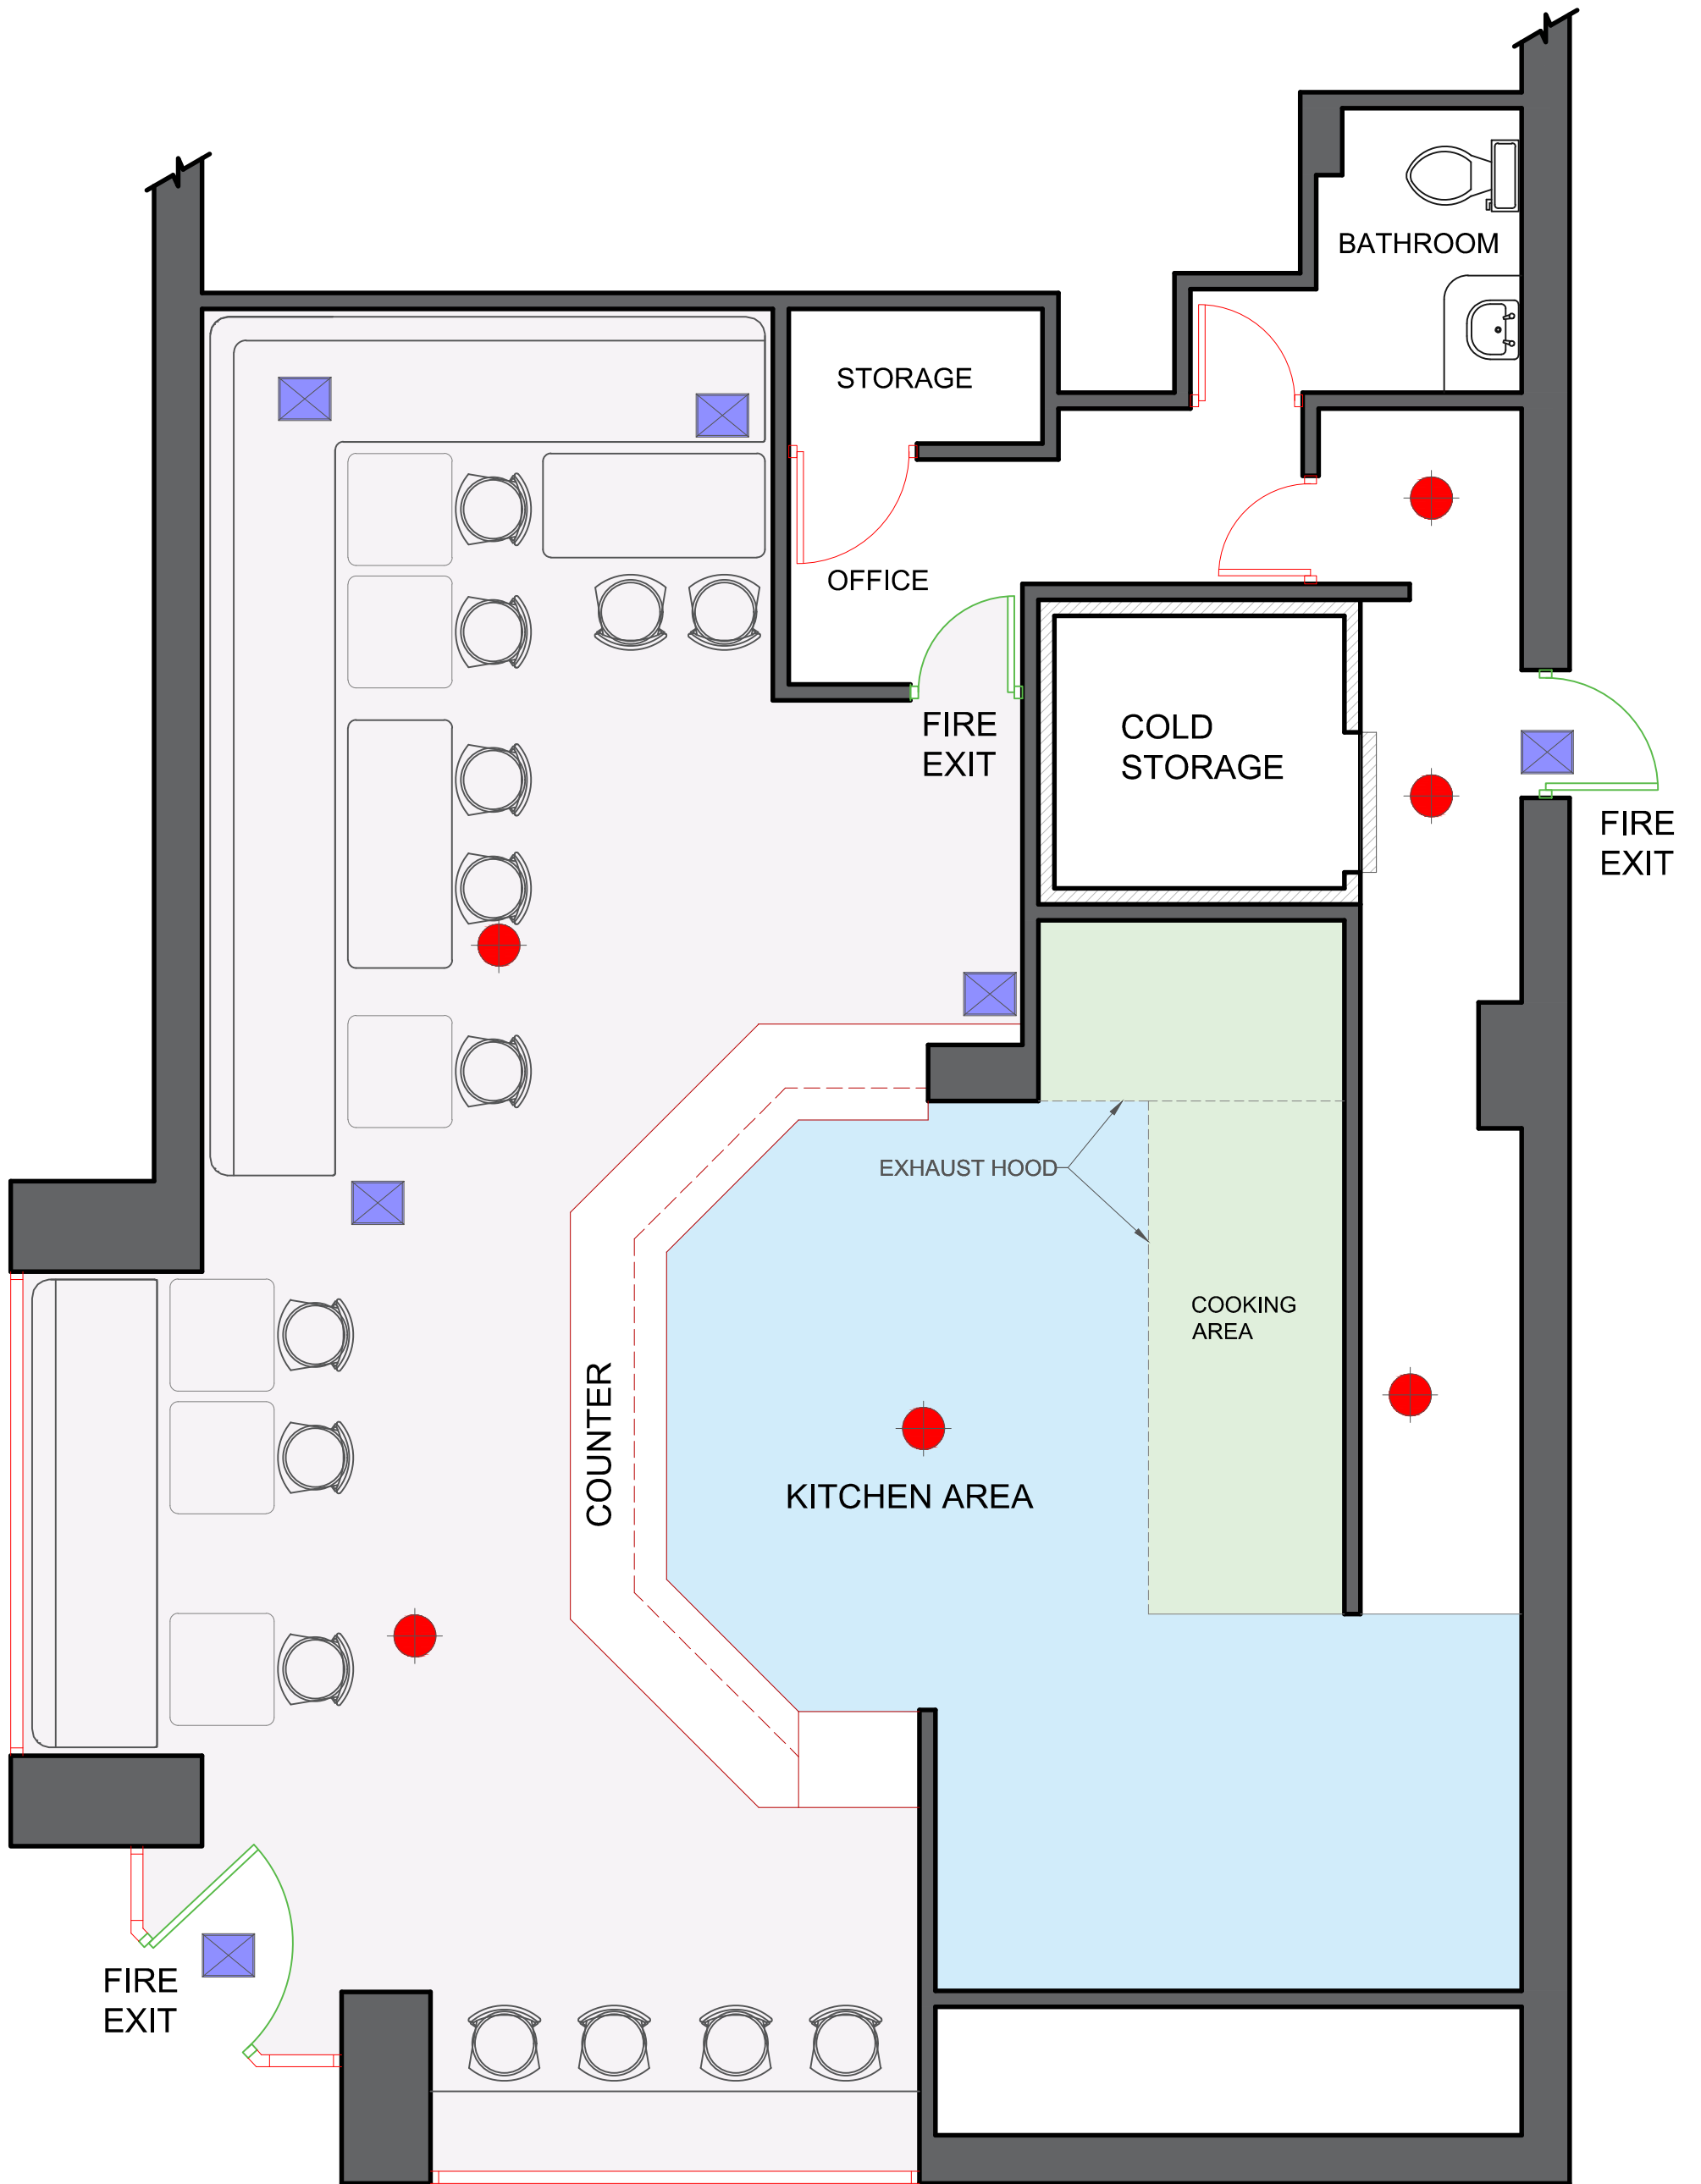 BATHROOM
STORAGE
OFFICE
FIRE
EXIT
COLD
STORAGE
FIRE
EXIT
EXHAUST HOOD
COOKING
AREA
COUNTER
KITCHEN AREA
FIRE
EXIT